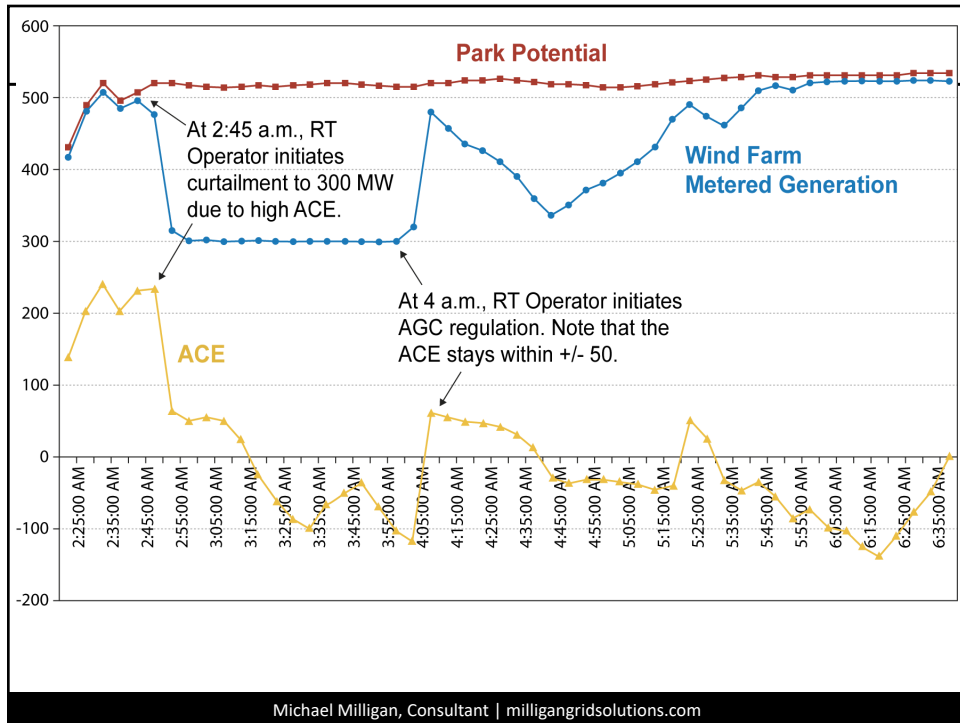 600
500
400
300
200
100
0
-100
-200
Park Potential
At 2:45 a.m., RT
Operator initiates
curtailment to 300 MW
due to high ACE.
Wind Farm
Metered Generation
At 4 a.m., RT Operator initiates
AGC regulation. Note that the
ACE stays within +/- 50.
ACE
2:25:00 AM
2:35:00 AM
2:45:00 AM
2:55:00 AM
3:05:00 AM
3:15:00 AM
3:25:00 AM
3:35:00 AM
3:45:00 AM
3:55:00 AM
4:05:00 AM
4:15:00 AM
4:25:00 AM
4:35:00 AM
4:45:00 AM
4:55:00 AM
5:05:00 AM
5:15:00 AM
5:25:00 AM
5:35:00 AM
5:45:00 AM
5:55:00 AM
6:05:00 AM
6:15:00 AM
6:25:00 AM
6:35:00 AM
Michael Milligan, Consultant | milligangridsolutions.com